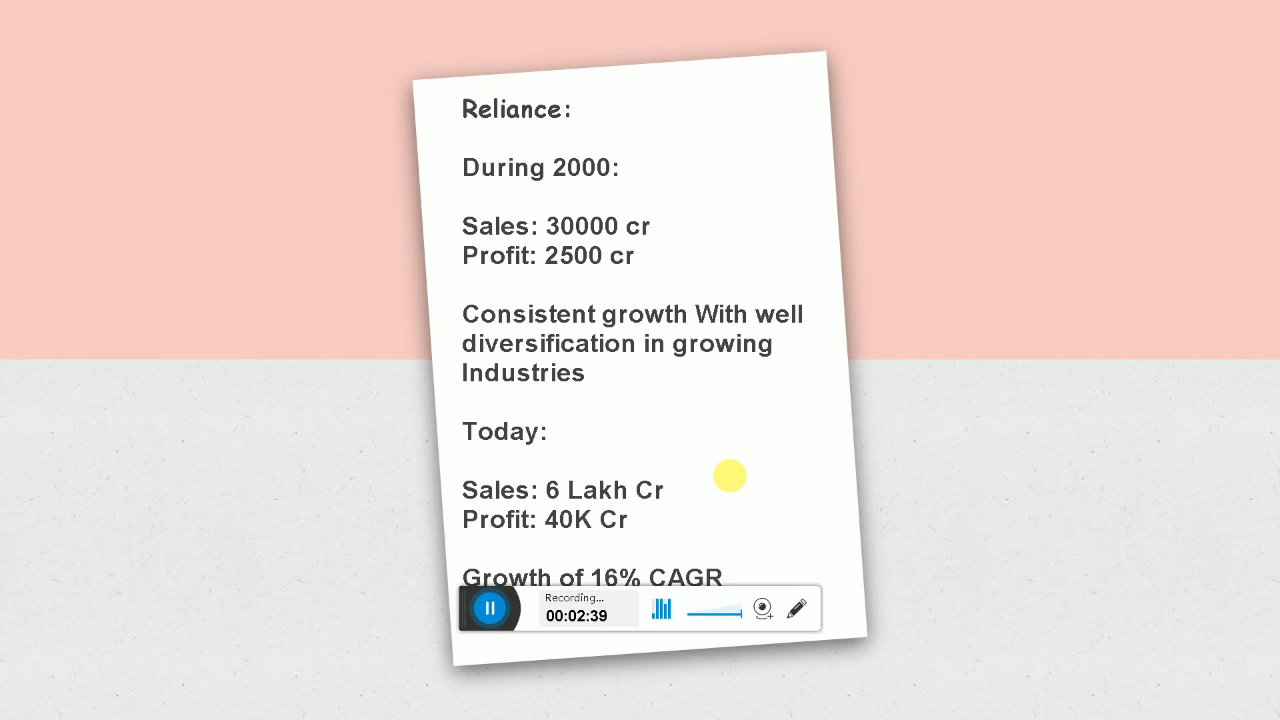 Reliance:
During 2000:
Sales: 30000 cr
Profit: 2500 cr
Consistent growth With well
diversification in growing
Industries
Today:
Sales: 6 Lakh Cr
Profit: 40K Cr
Growth of 16% CAGR
Recording...
00:02:39